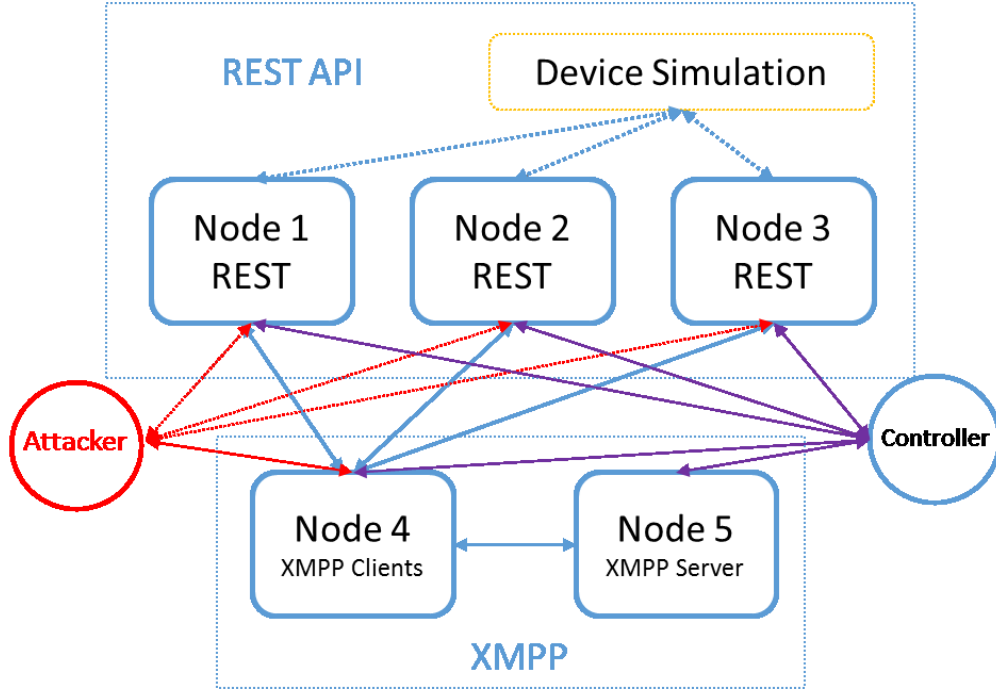 REST API
Device Simulation
Node 1
REST
Node 2
REST
Node 3
REST
Attacker
Controller
Node 4
XMPP Clients
Node 5
XMPP Server
XMPP